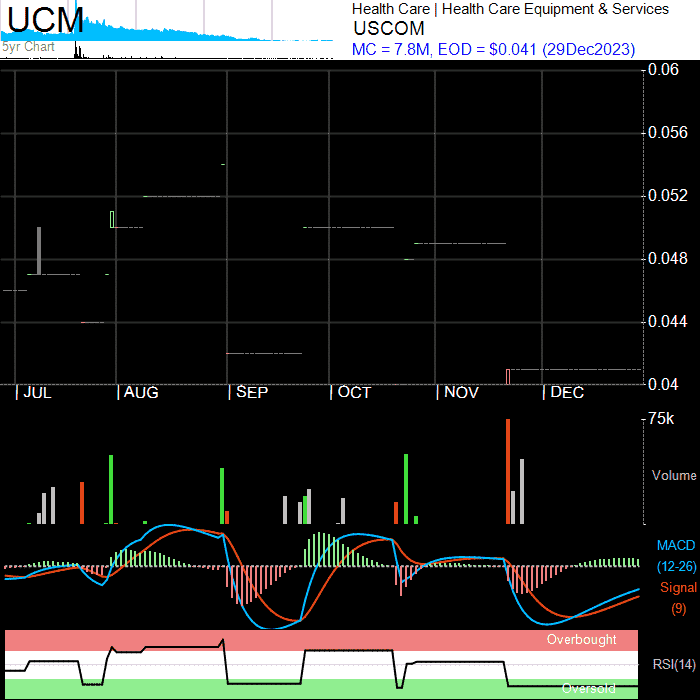 UCM
5yr Chart
Health Care | Health Care Equipment & Services
USCOM
MC = 7.8M, EOD = $0.041 (29Dec2023)
0.06
0.056
0.052
0.048
0.044
0.04
JUL AUG SEP OCT NOV DEC
75k
Volume
MACD
(12-26)
Signal
(9)
Overbought
RSI(14)
Oversold